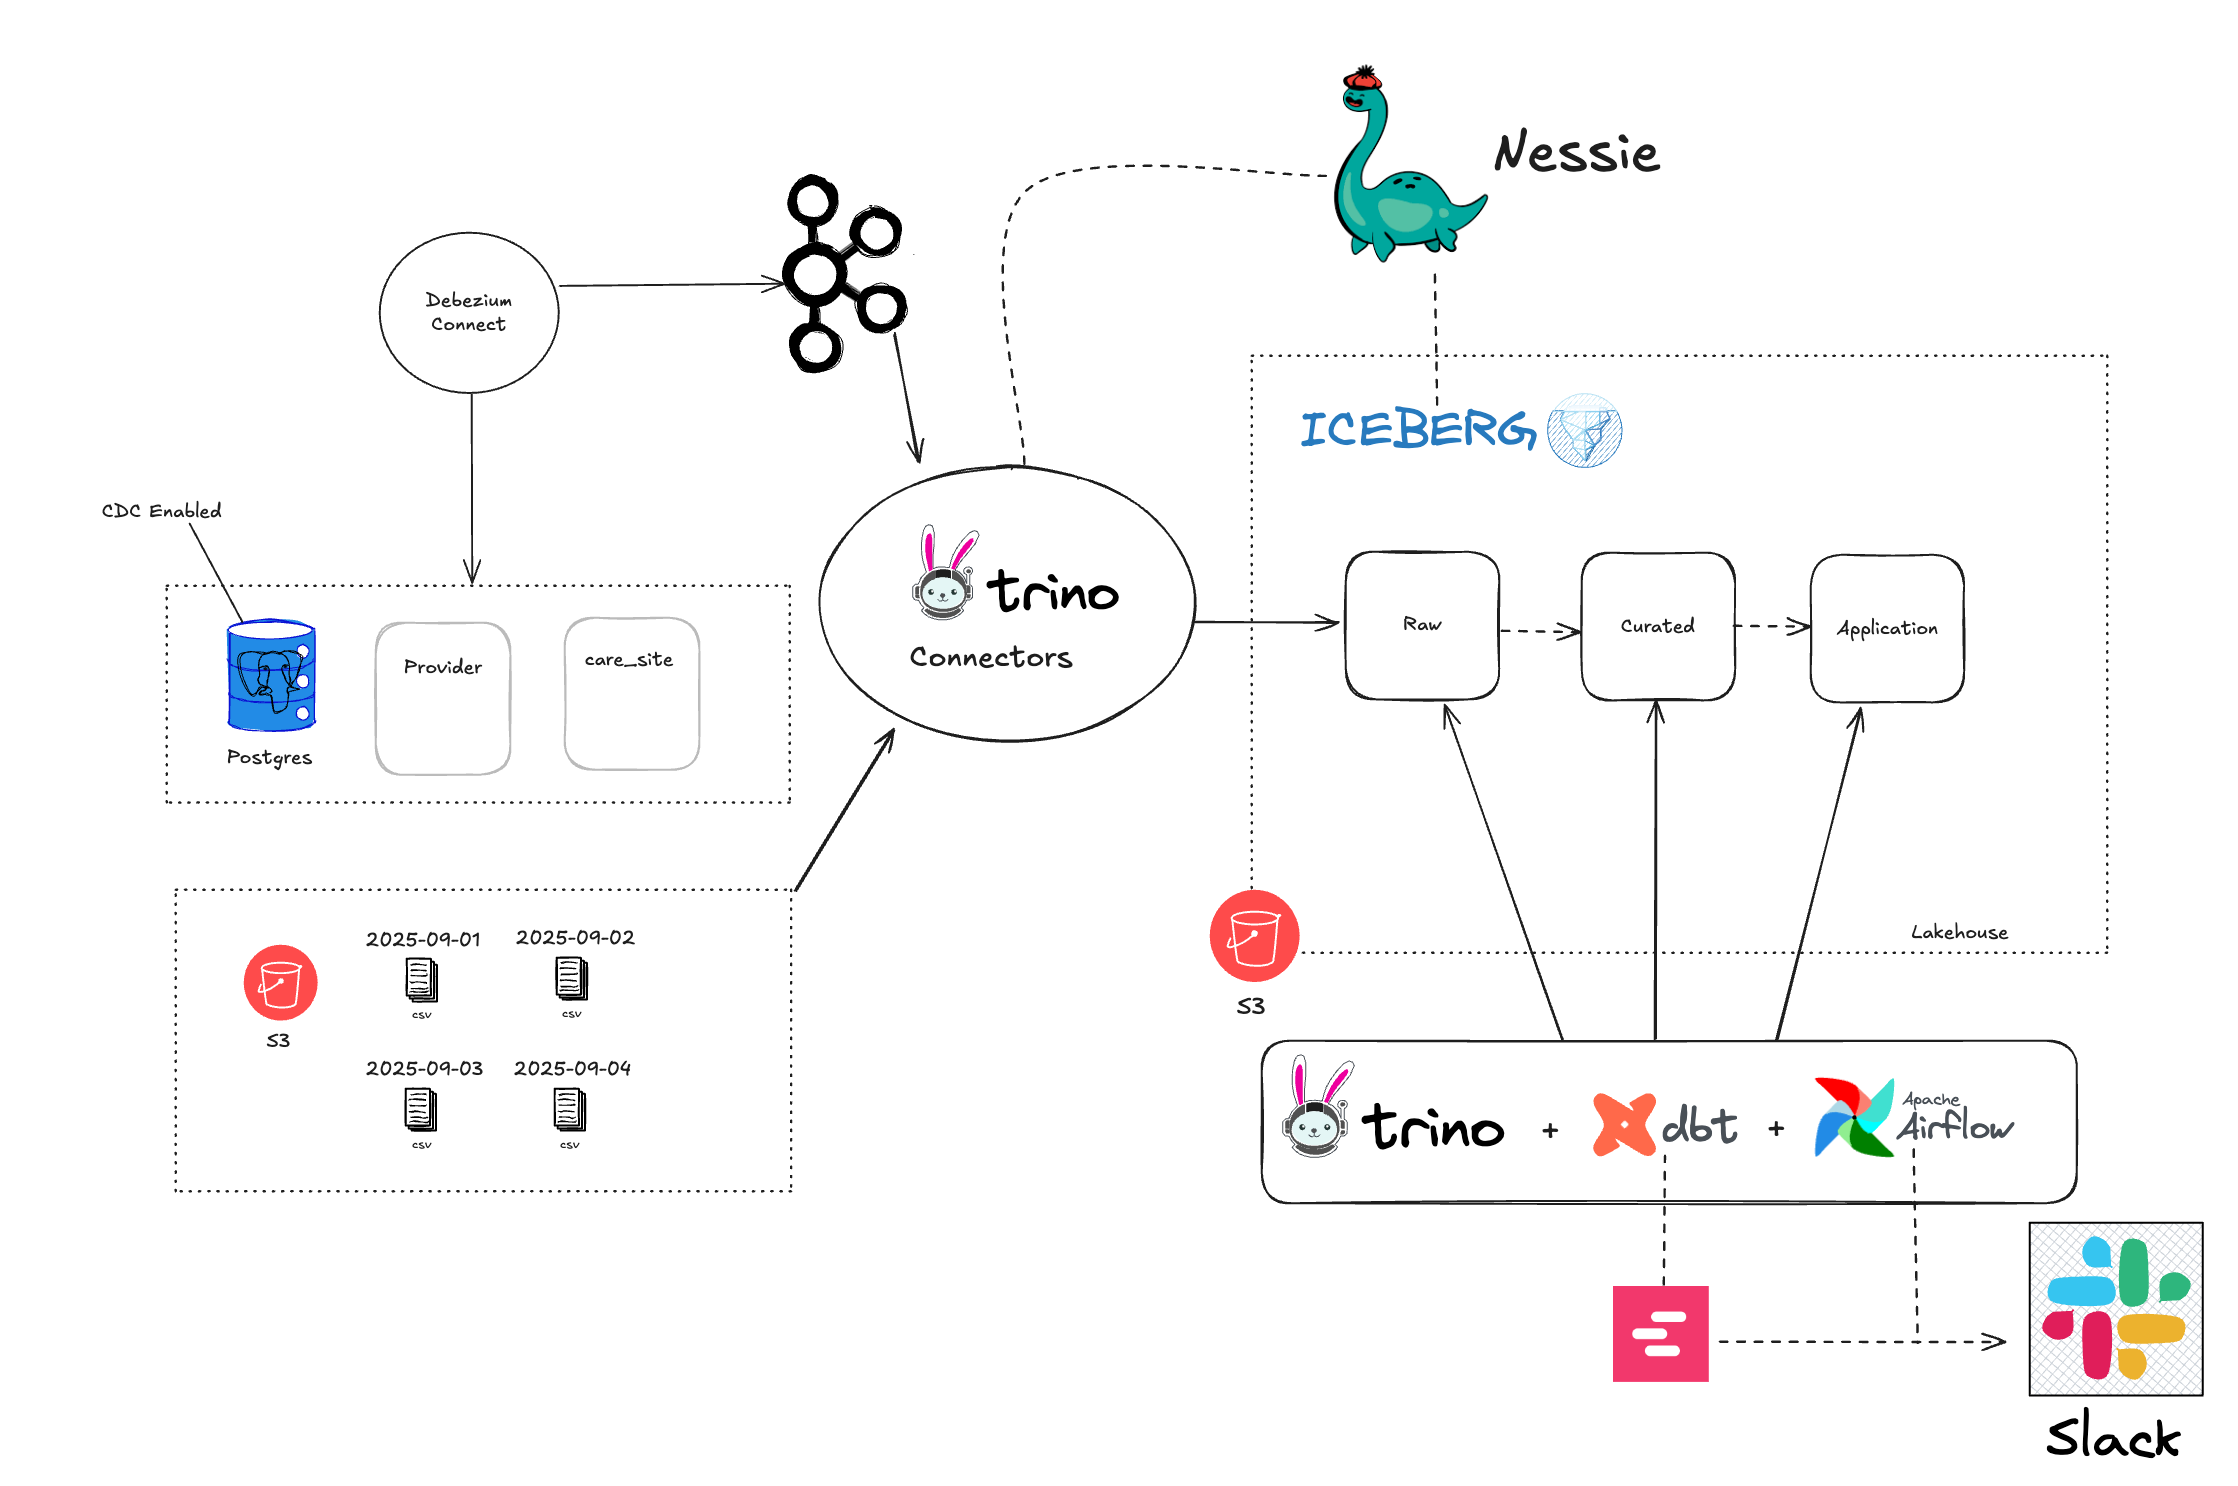 Nessie
Debezium
Connect
ICEBERG
CDC Enabled
trino
Connectors
Provider
care_site
Postgres
Raw
Curated
Application
2025-09-01
2025-09-02
csv
csv
S3
2025-09-03
2025-09-04
csv
csv
Lakehouse
S3
trino
+
dbt
+
Apache
Airflow
Slack